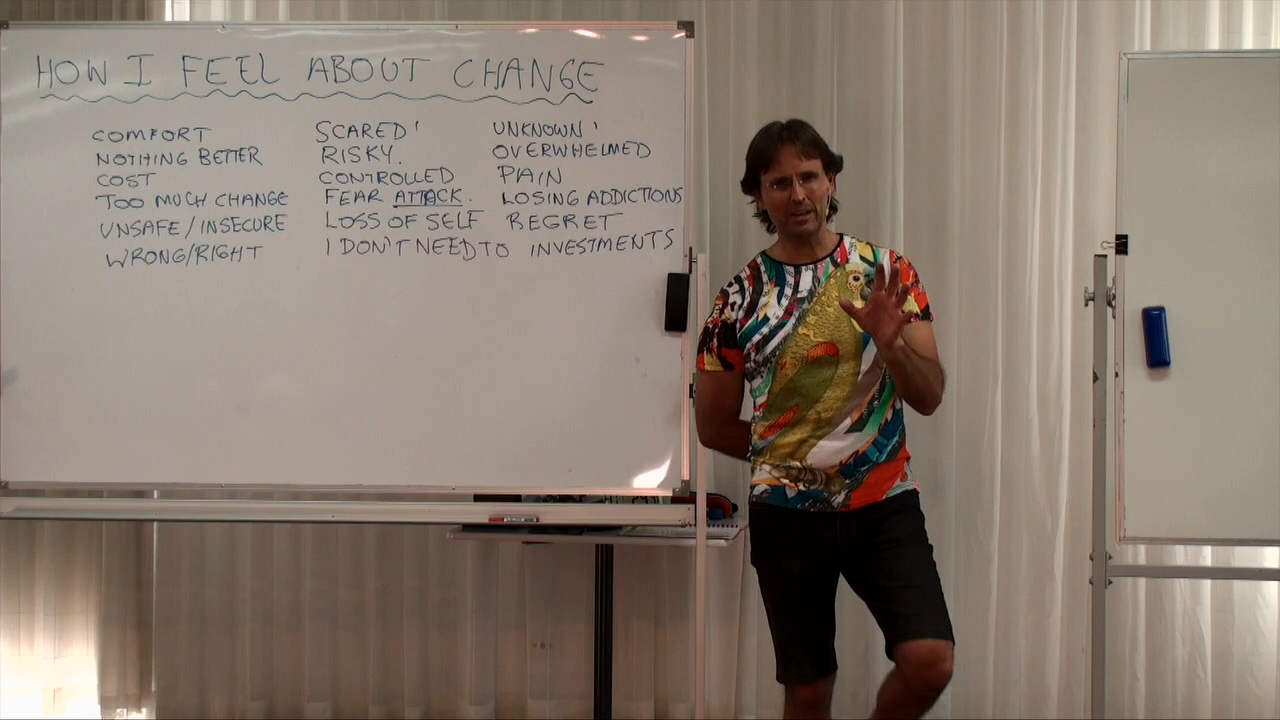 HOW I FEEL ABOUT CHANGE
COMFORT SCARED' UNKNOWN'
NOTHING BETTER RISKY. OVERWHELMED
COST CONTROLLED PAIN
TOO MUCH CHANGE FEAR ATTACK. LOSING ADDICTIONS
UNSAFE/INSECURE LOSS OF SELF REGRET
WRONG/RIGHT I DON'T NEED TO INVESTMENTS